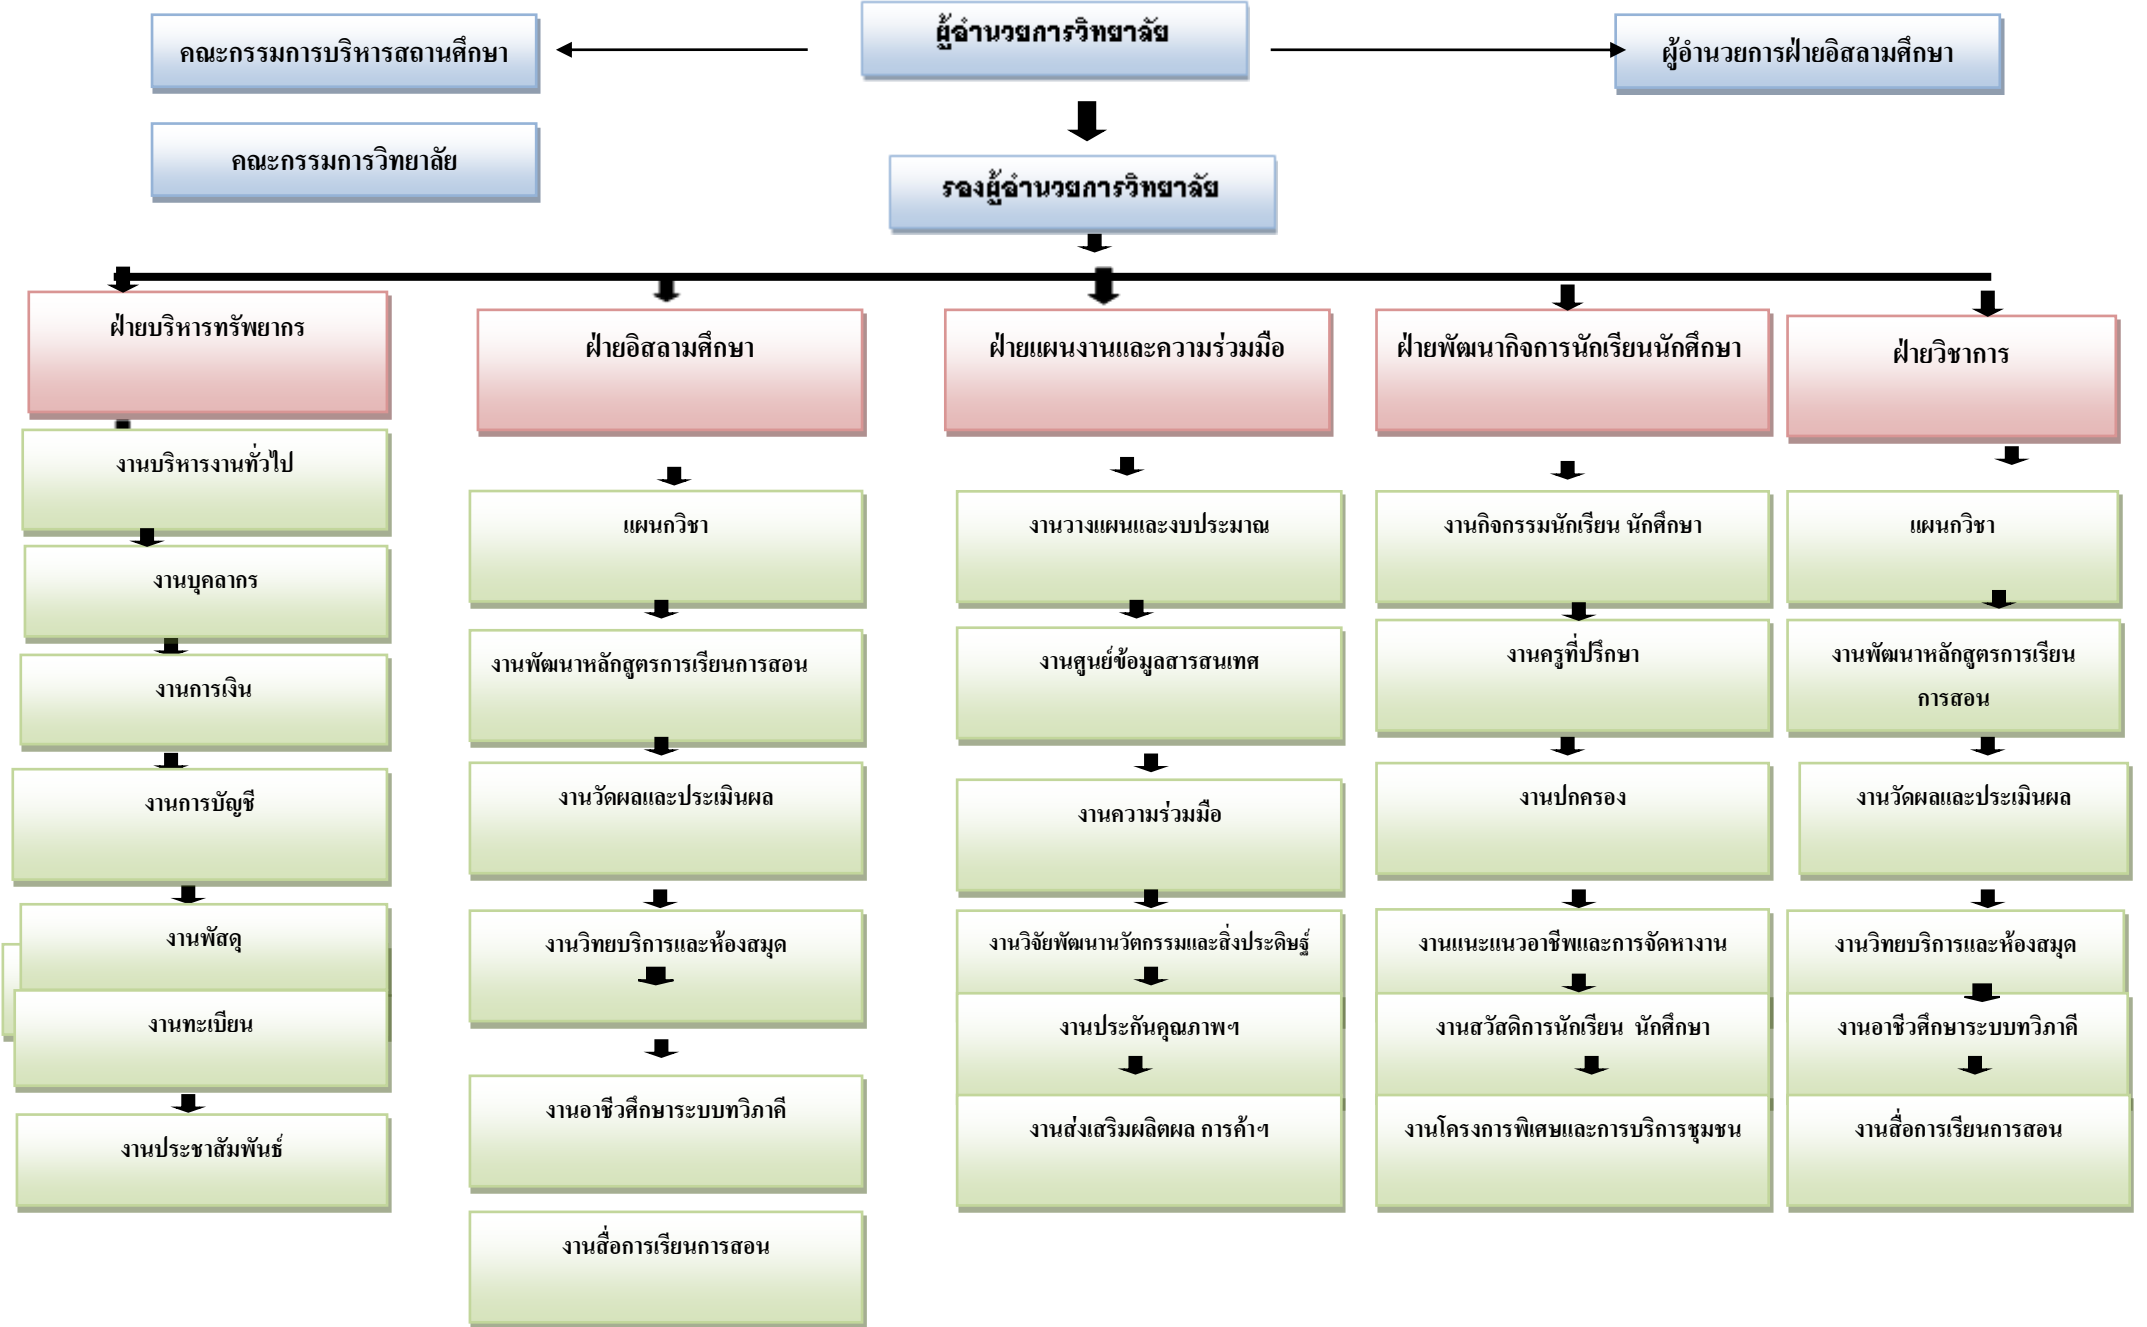 คณะกรรมการบริหารสถานศึกษา
ผู้อำนวยการวิทยาลัย
ผู้อำนวยการฝ่ายอิสลามศึกษา
คณะกรรมการวิทยาลัย
รองผู้อำนวยการวิทยาลัย
ฝ่ายบริหารทรัพยากร
งานบริหารงานทั่วไป
งานบุคลากร
งานการเงิน
งานการบัญชี
งานพัสดุ
งานทะเบียน
งานประชาสัมพันธ์
ฝ่ายอิสลามศึกษา
แผนกวิชา
งานพัฒนาหลักสูตรการเรียนการสอน
งานวัดผลและประเมินผล
งานวิทยบริการและห้องสมุด
งานอาชีวศึกษาระบบทวิภาคี
งานสื่อการเรียนการสอน
ฝ่ายแผนงานและความร่วมมือ
งานวางแผนและงบประมาณ
งานศูนย์ข้อมูลสารสนเทศ
งานความร่วมมือ
งานวิจัยพัฒนานวัตกรรมและสิ่งประดิษฐ์
งานประกันคุณภาพฯ
งานส่งเสริมผลิตผล การค้าฯ
ฝ่ายพัฒนากิจการนักเรียนนักศึกษา
งานกิจกรรมนักเรียน นักศึกษา
งานครูที่ปรึกษา
งานปกครอง
งานแนะแนวอาชีพและการจัดหางาน
งานสวัสดิการนักเรียน นักศึกษา
งานโครงการพิเศษและการบริการชุมชน
ฝ่ายวิชาการ
แผนกวิชา
งานพัฒนาหลักสูตรการเรียน
การสอน
งานวัดผลและประเมินผล
งานวิทยบริการและห้องสมุด
งานอาชีวศึกษาระบบทวิภาคี
งานสื่อการเรียนการสอน